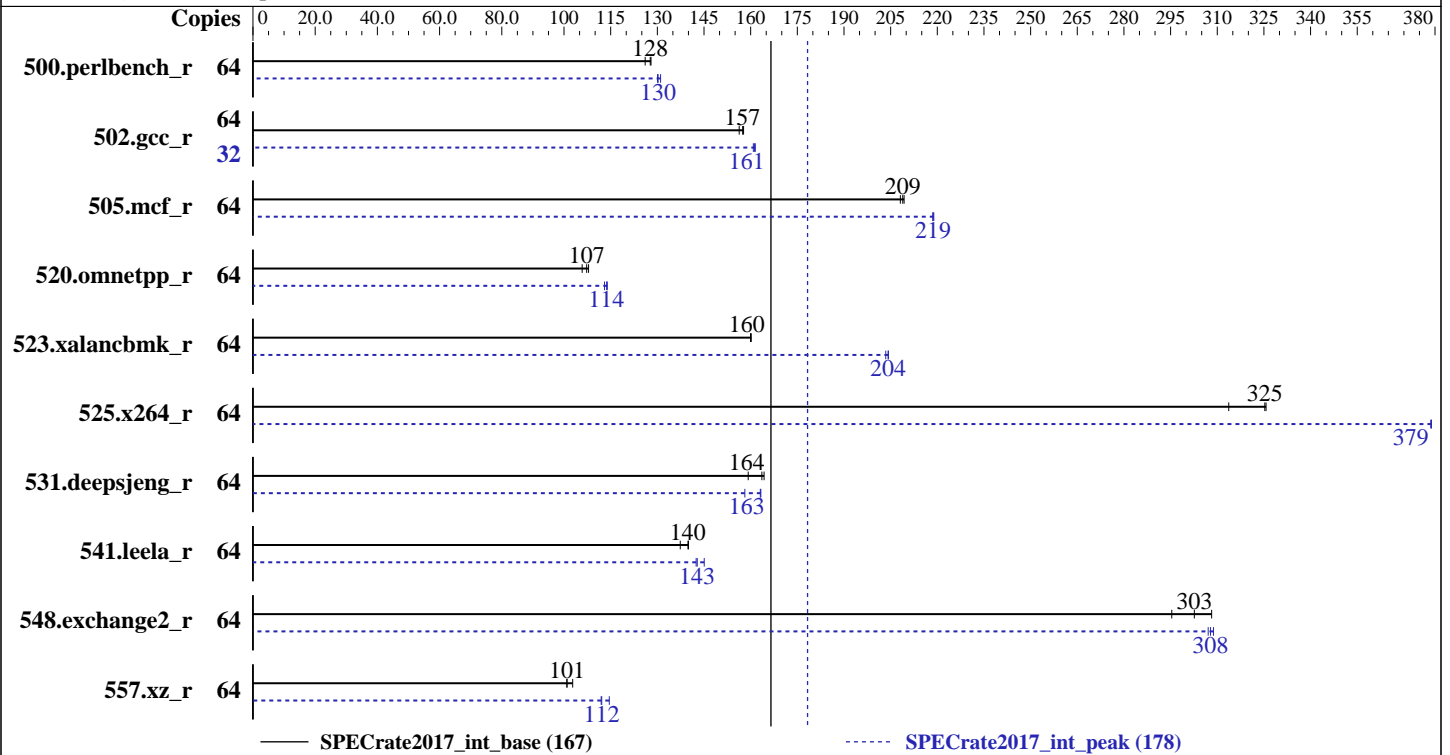 Copies 0 20.0 40.0 60.0 80.0 100 115 130 145 160 175 190 205 220 235 250 265 280 295 310 325 340 355 380
128
500.perlbench_r 64
130
64
157
502.gcc_r
32
161
209
505.mcf_r 64
219
107
520.omnetpp_r 64
114
160
523.xalancbmk_r 64
204
325
525.x264_r 64
379
164
531.deepsjeng_r 64
163
140
541.leela_r 64
143
303
548.exchange2_r 64
308
101
557.xz_r 64
112
SPECrate2017_int_base (167) SPECrate2017_int_peak (178)